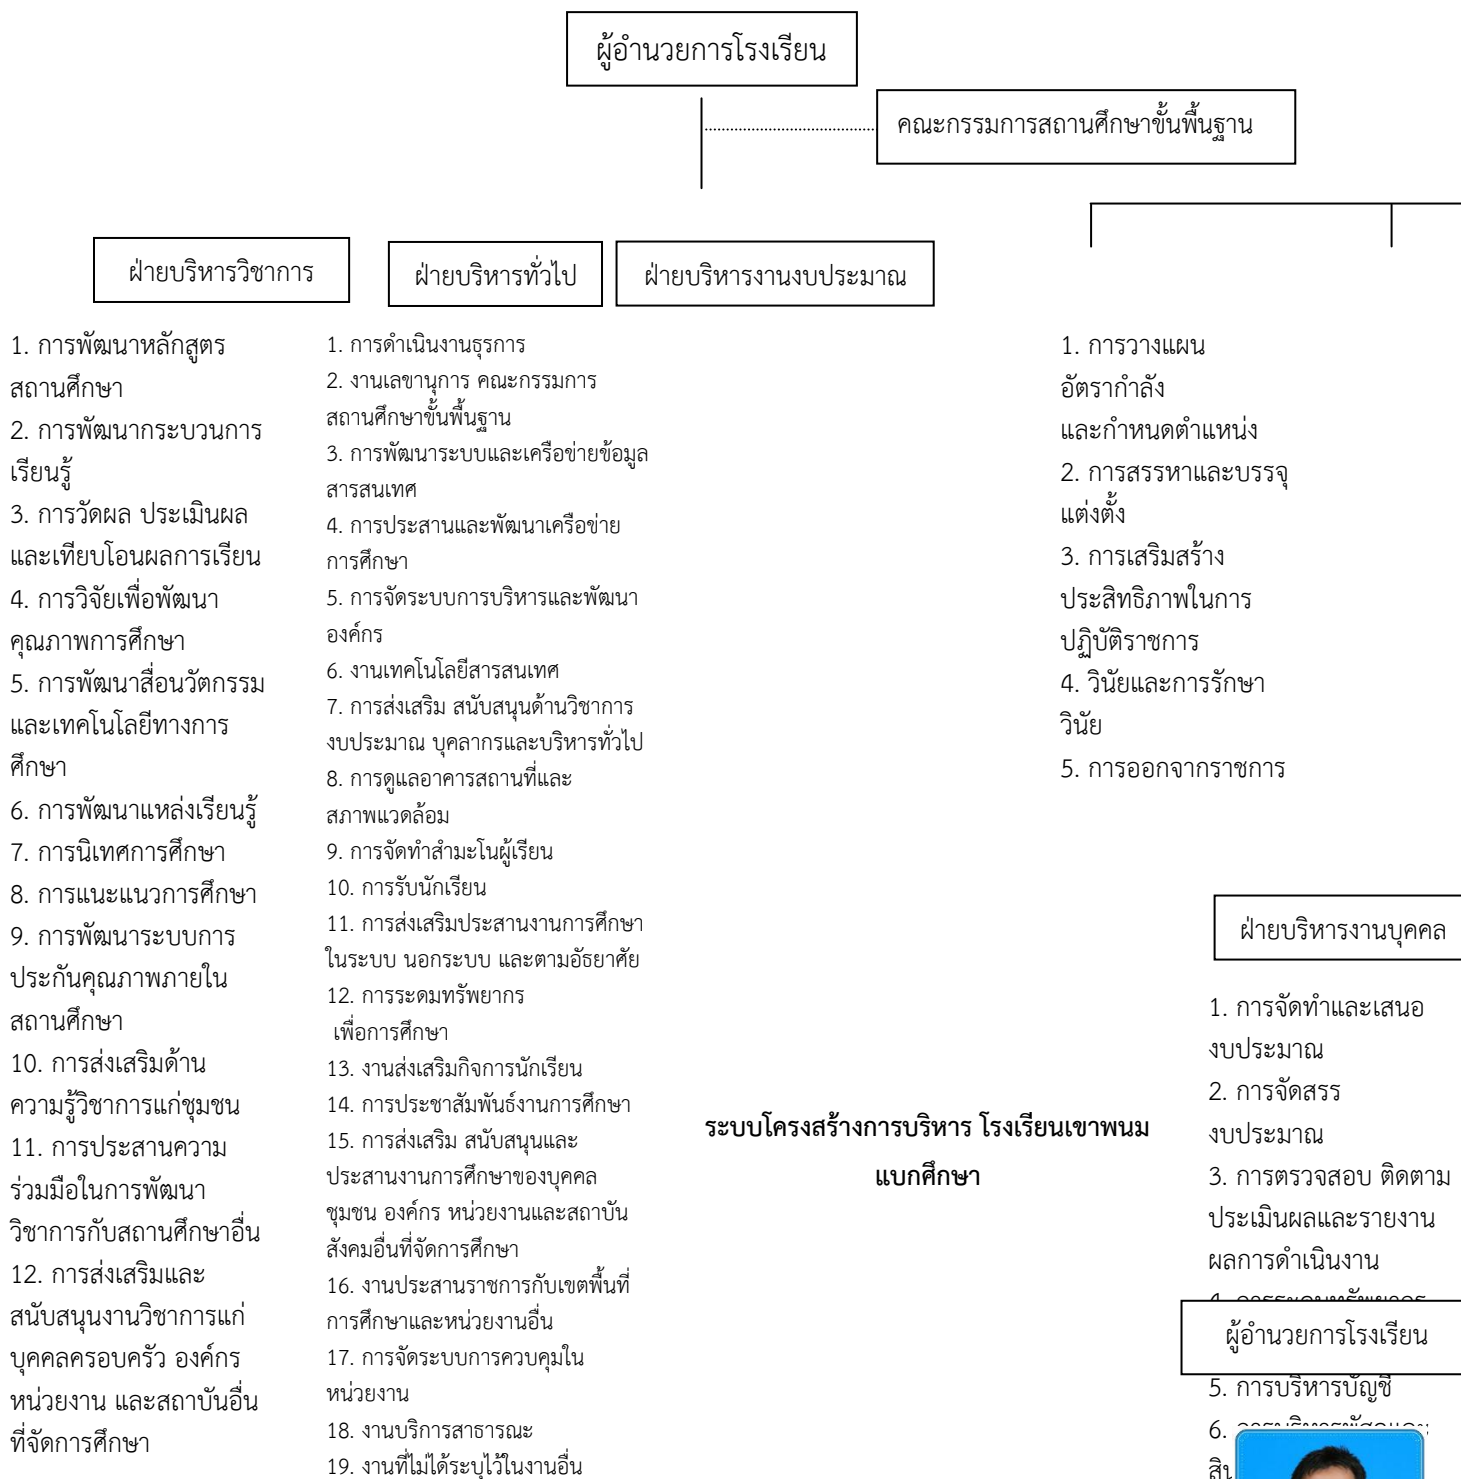 ผู้อำนวยการโรงเรียน
คณะกรรมการสถานศึกษาขั้นพื้นฐาน
ฝ่ายบริหารวิชาการ
ฝ่ายบริหารทั่วไป
ฝ่ายบริหารงานงบประมาณ
1. การพัฒนาหลักสูตร
สถานศึกษา
2. การพัฒนากระบวนการ
เรียนรู้
3. การวัดผล ประเมินผล
และเทียบโอนผลการเรียน
4. การวิจัยเพื่อพัฒนา
คุณภาพการศึกษา
5. การพัฒนาสื่อนวัตกรรม
และเทคโนโลยีทางการ
ศึกษา
6. การพัฒนาแหล่งเรียนรู้
7. การนิเทศการศึกษา
8. การแนะแนวการศึกษา
9. การพัฒนาระบบการ
ประกันคุณภาพภายใน
สถานศึกษา
10. การส่งเสริมด้าน
ความรู้วิชาการแก่ชุมชน
11. การประสานความ
ร่วมมือในการพัฒนา
วิชาการกับสถานศึกษาอื่น
12. การส่งเสริมและ
สนับสนุนงานวิชาการแก่
บุคคลครอบครัว องค์กร
หน่วยงาน และสถาบันอื่น
ที่จัดการศึกษา
1. การดำเนินงานธุรการ
2. งานเลขานุการ คณะกรรมการ
สถานศึกษาขั้นพื้นฐาน
3. การพัฒนาระบบและเครือข่ายข้อมูล
สารสนเทศ
4. การประสานและพัฒนาเครือข่าย
การศึกษา
5. การจัดระบบการบริหารและพัฒนา
องค์กร
6. งานเทคโนโลยีสารสนเทศ
7. การส่งเสริม สนับสนุนด้านวิชาการ
งบประมาณ บุคลากรและบริหารทั่วไป
8. การดูแลอาคารสถานที่และ
สภาพแวดล้อม
9. การจัดทำสำมะโนผู้เรียน
10. การรับนักเรียน
11. การส่งเสริมประสานงานการศึกษา
ในระบบ นอกระบบ และตามอัธยาศัย
12. การระดมทรัพยากร
เพื่อการศึกษา
13. งานส่งเสริมกิจการนักเรียน
14. การประชาสัมพันธ์งานการศึกษา
15. การส่งเสริม สนับสนุนและ
ประสานงานการศึกษาของบุคคล
ชุมชน องค์กร หน่วยงานและสถาบัน
สังคมอื่นที่จัดการศึกษา
16. งานประสานราชการกับเขตพื้นที่
การศึกษาและหน่วยงานอื่น
17. การจัดระบบการควบคุมใน
หน่วยงาน
18. งานบริการสาธารณะ
19. งานที่ไม่ได้ระบุไว้ในงานอื่น
ระบบโครงสร้างการบริหาร โรงเรียนเขาพนม
แบกศึกษา
1. การวางแผน
อัตรากำลัง
และกำหนดตำแหน่ง
2. การสรรหาและบรรจุ
แต่งตั้ง
3. การเสริมสร้าง
ประสิทธิภาพในการ
ปฏิบัติราชการ
4. วินัยและการรักษา
วินัย
5. การออกจากราชการ
ฝ่ายบริหารงานบุคคล
1. การจัดทำและเสนอ
งบประมาณ
2. การจัดสรร
งบประมาณ
3. การตรวจสอบ ติดตาม
ประเมินผลและรายงาน
ผลการดำเนินงาน
4. การระดมทรัพยากร
ผู้อำนวยการโรงเรียน
5. การบริหารบัญชี
6.